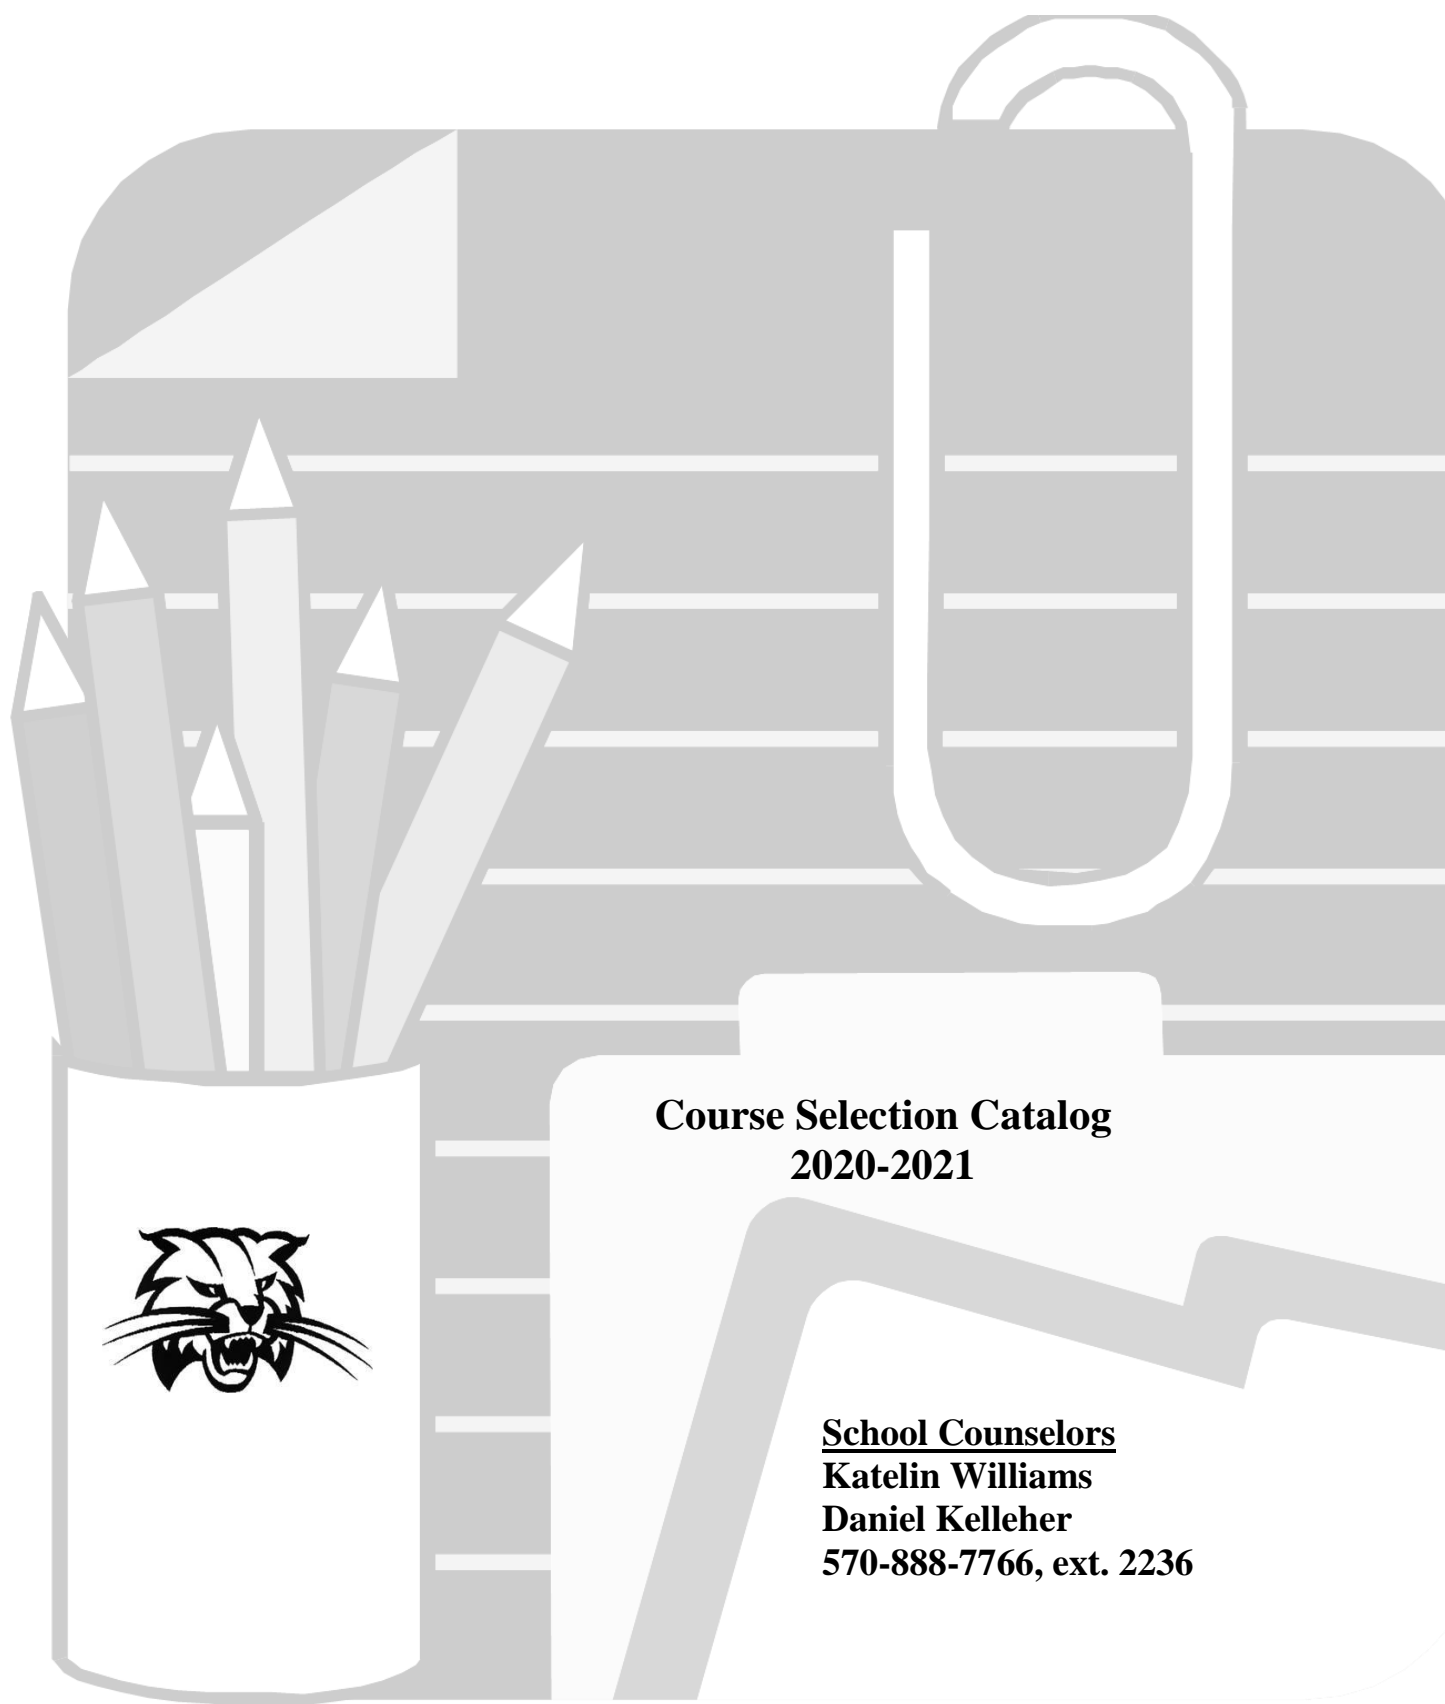 Course Selection Catalog
2020-2021
School Counselors
Katelin Williams
Daniel Kelleher
570-888-7766, ext. 2236